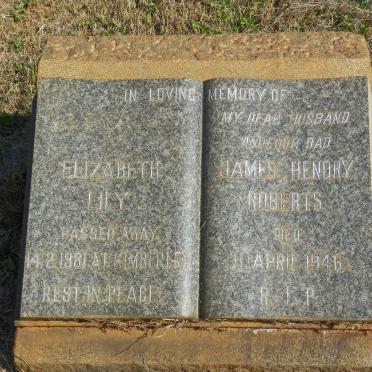 IN LOVING MEMORY OF
ELIZABETH
LILY
PASSED AWAY
14.2.1981 AT KIMBERLEY
REST IN PEACE
MY DEAR HUSBAND
AND OUR DAD
JAMES HENDRY
ROBERTS
DIED
APRIL 1946
R.I.P.